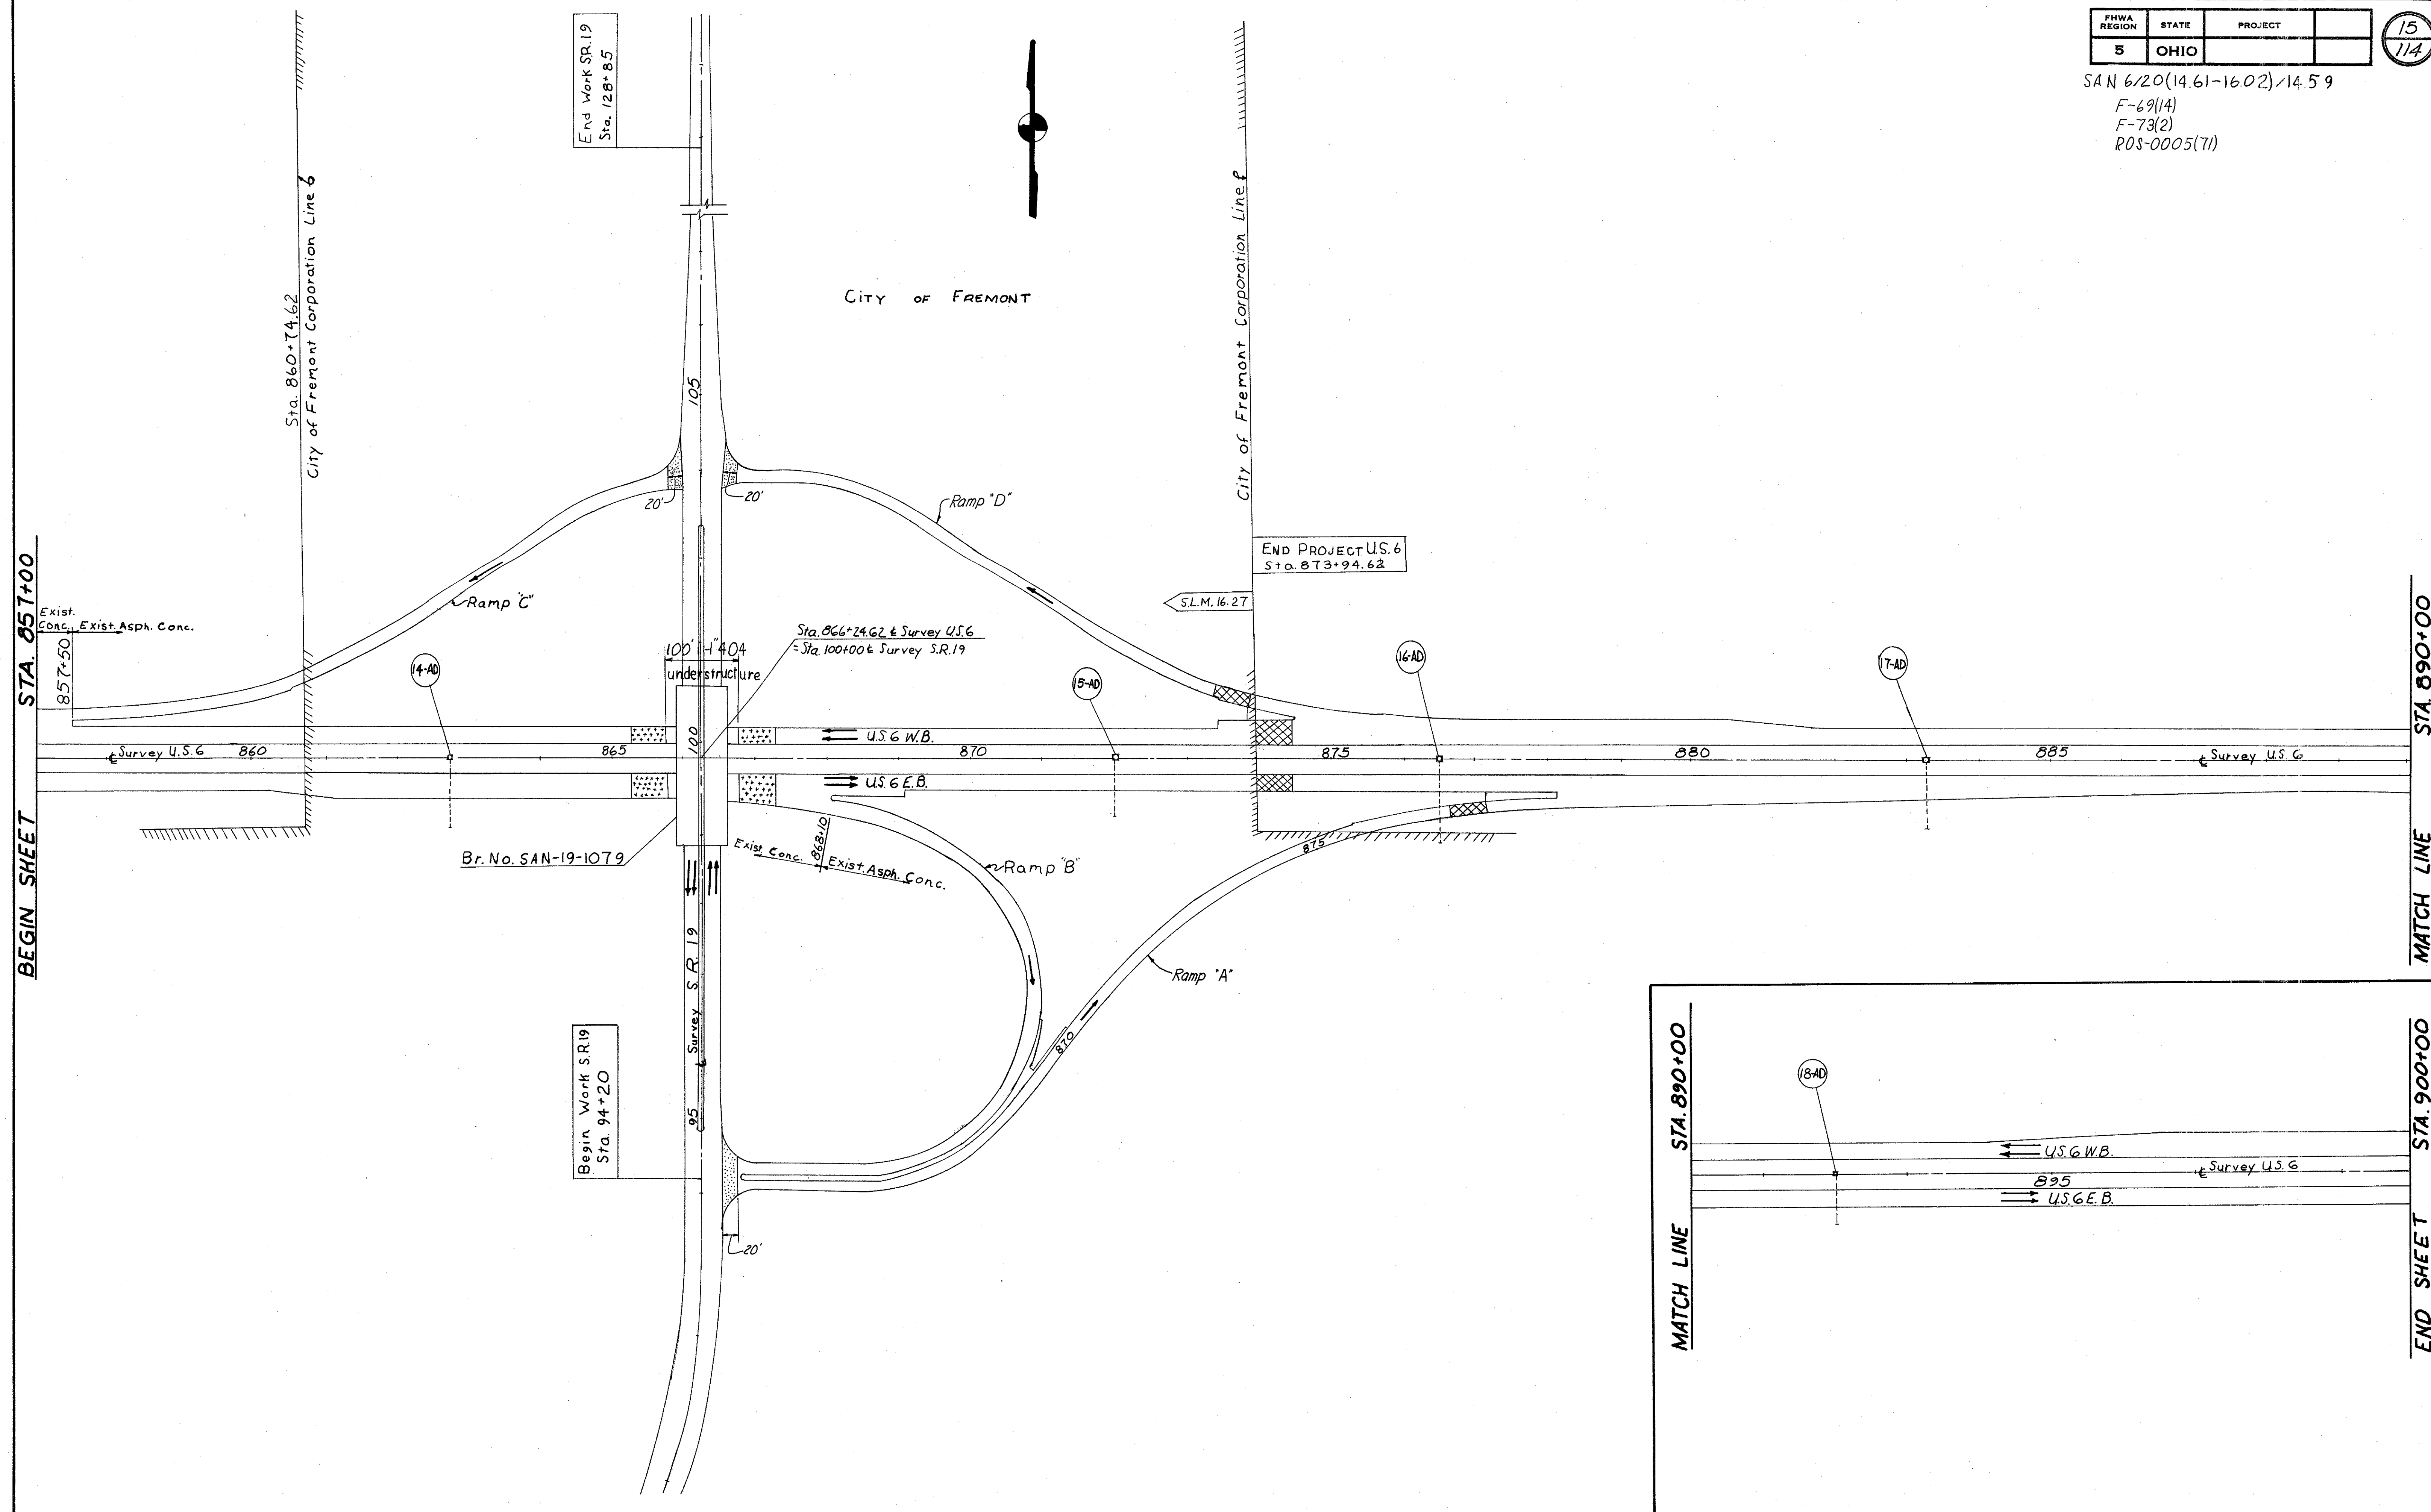 FHWA REGION STATE PROJECT
5 OHIO
15
114
SAN 6/20(14.61-16.02)/14.59
F-69(14)
F-73(2)
ROS-0005(71)
End Work S.R.19
Sta. 128+85
Sta. 860+74.62
City of Fremont Corporation Line
CITY OF FREMONT
City of Fremont Corporation Line
105
20'
20'
Ramp "D"
END PROJECT U.S.6
Sta. 873+94.62
S.L.M. 16.27
BEGIN SHEET STA. 857+00
Exist. Conc.
Exist. Asph. Conc.
857+50
Ramp "C"
14-AD
understructure
Sta. 866+24.62 ℄ Survey U.S.6
= Sta. 100+00 ℄ Survey S.R.19
15-AD
16-AD
17-AD
MATCH LINE STA. 890+00
100
U.S.6 W.B.
℄ Survey U.S.6
860
865
870
875
880
885
℄ Survey U.S.6
U.S.6 E.B.
Br. No. SAN-19-1079
Exist Conc.
868+10
Exist. Asph. Conc.
Ramp "B"
875
Ramp "A"
870
℄ Survey S.R.19
95
Begin Work S.R.19
Sta. 94+20
20'
MATCH LINE STA. 890+00
18-AD
U.S.6 W.B.
℄ Survey U.S.6
895
U.S.6 E.B.
END SHEET STA. 900+00